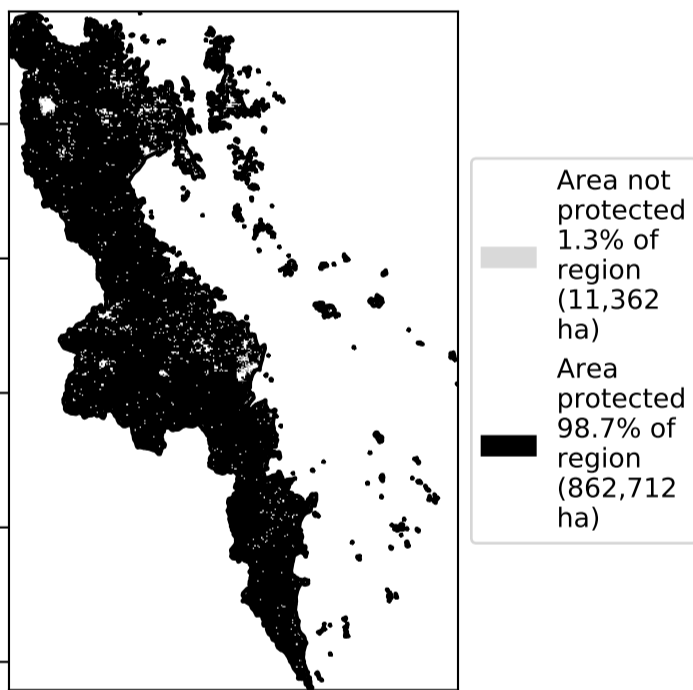 Area not
protected
1.3% of
region
(11,362
ha)
Area
protected
98.7% of
region
(862,712
ha)